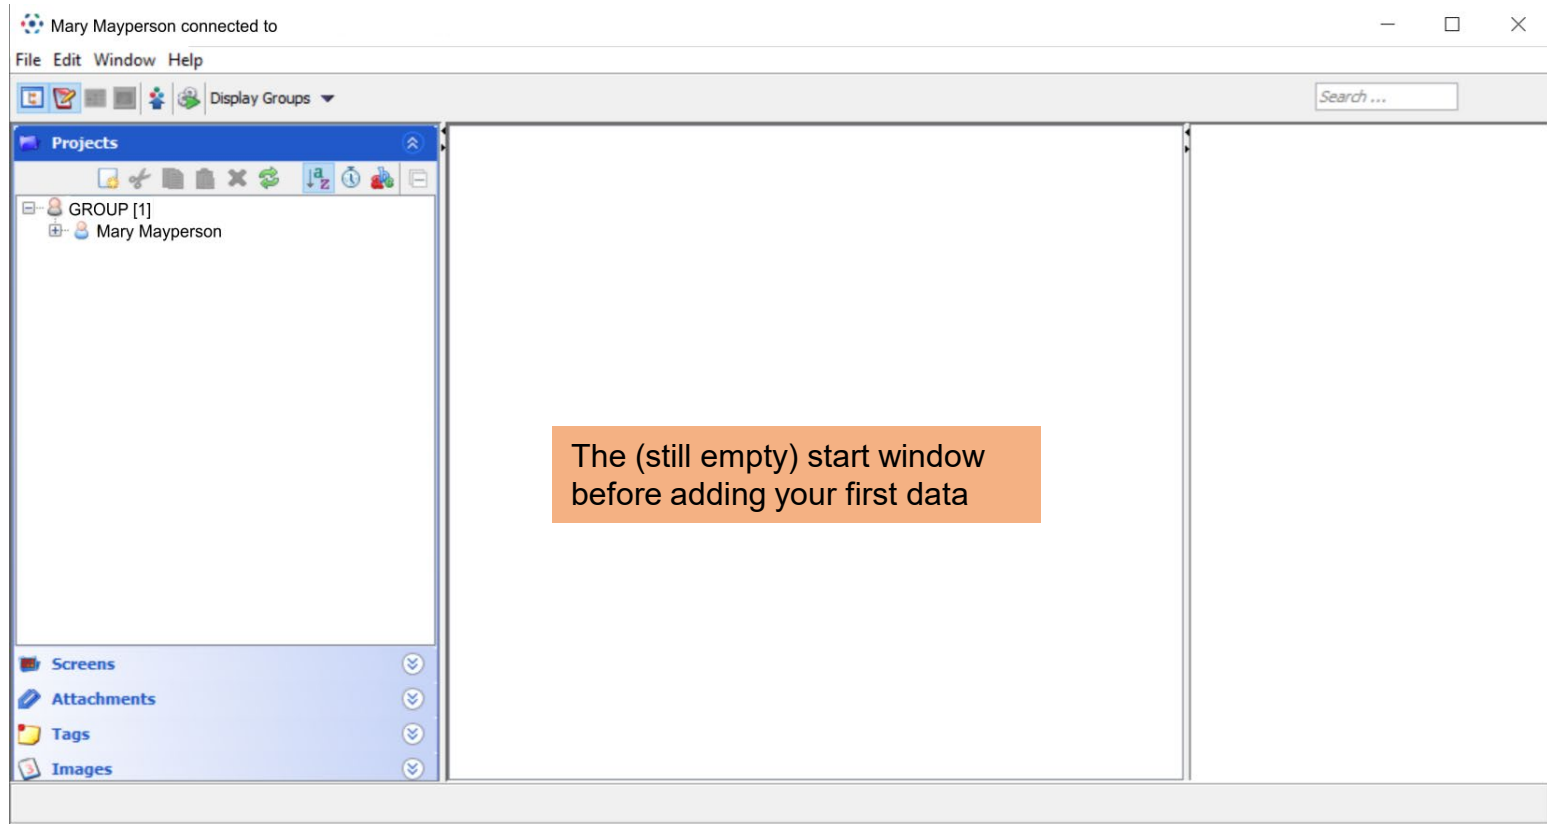 Mary Mayperson connected to
File Edit Window Help
Display Groups
Search ...
Projects
GROUP [1]
Mary Mayperson
The (still empty) start window
before adding your first data
Screens
Attachments
Tags
Images